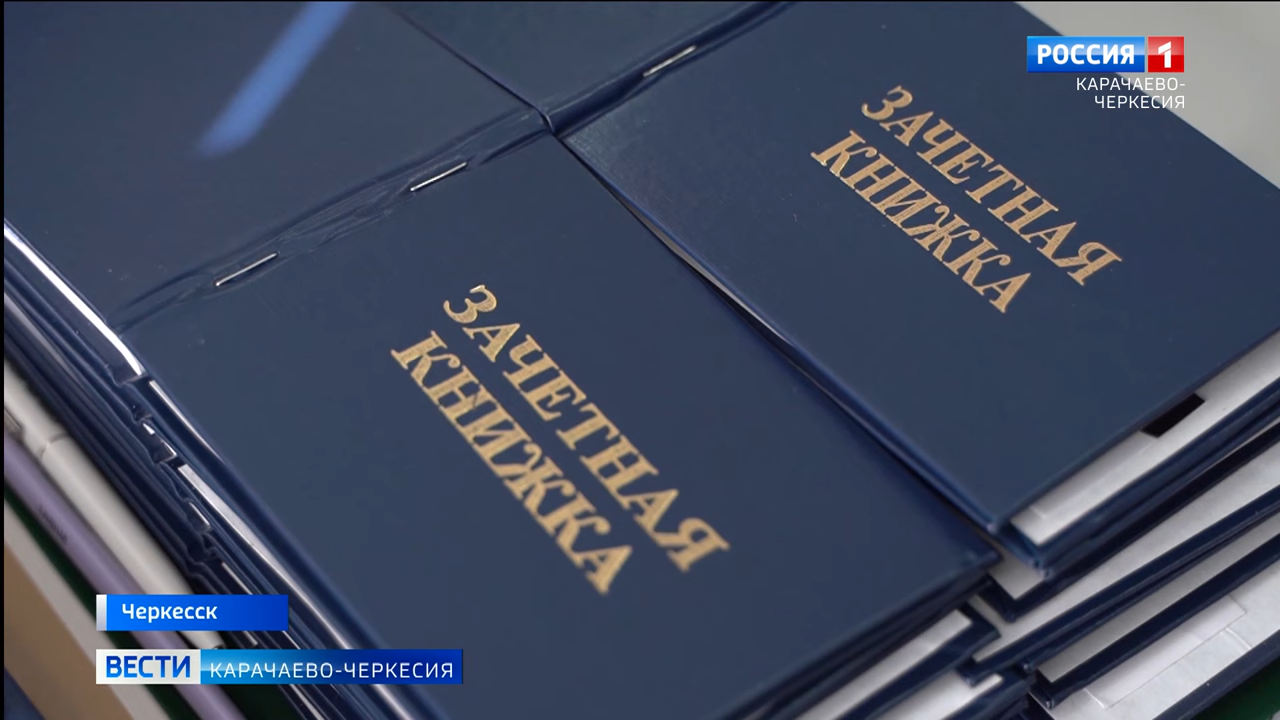 РОССИЯ 1
КАРАЧАЕВО-
ЧЕРКЕСИЯ
ЗАЧЕТНАЯ
КНИЖКА
ЗАЧЕТНАЯ
КНИЖКА
Черкесск
ВЕСТИ КАРАЧАЕВО-ЧЕРКЕСИЯ